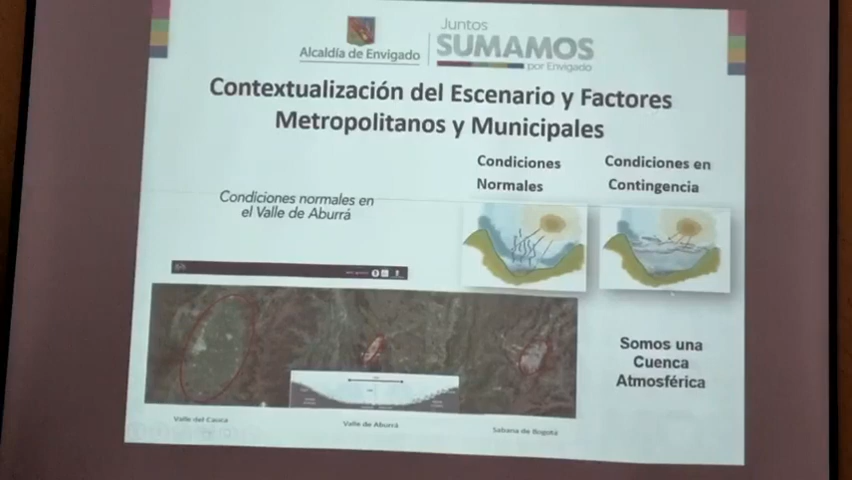 Alcaldía de Envigado
Juntos
SUMAMOS
por Envigado
Contextualización del Escenario y Factores
Metropolitanos y Municipales
Condiciones
Normales
Condiciones en
Contingencia
Condiciones normales en
el Valle de Aburrá
Somos una
Cuenca
Atmosférica
Valle del Cauca
Valle de Aburrá
Sabana de Bogotá